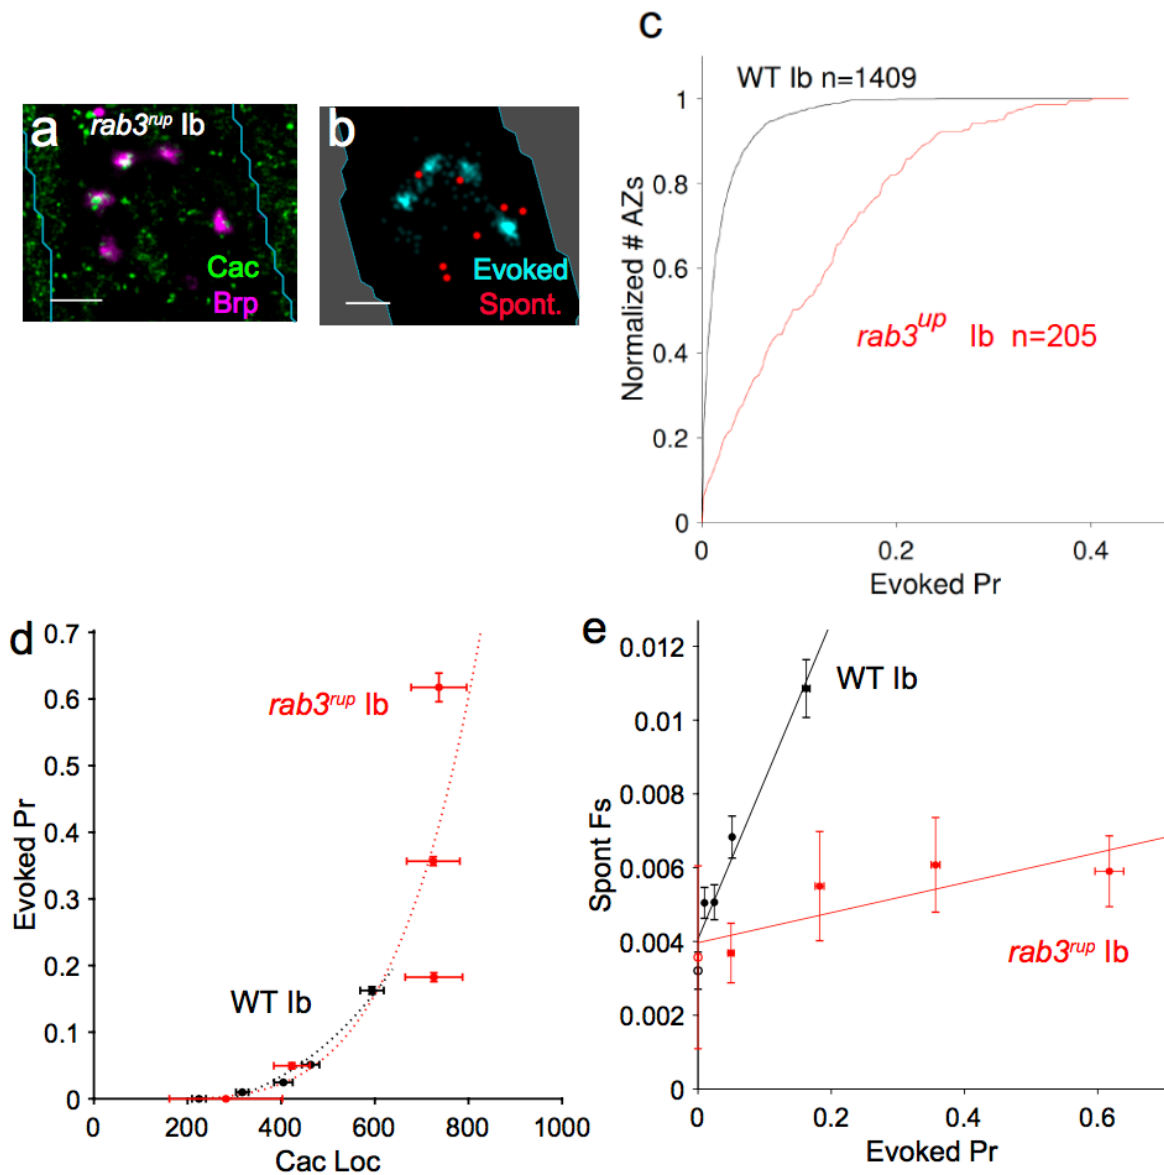 a
rab3rup Ib
Cac
Brp
b
Evoked
Spont.
c
WT Ib n=1409
rab3up Ib n=205
Normalized # AZs
1
0.8
0.6
0.4
0.2
0
0
0.2
0.4
Evoked Pr
d
0.7
0.6
0.5
0.4
0.3
0.2
0.1
0
Evoked Pr
rab3rup Ib
WT Ib
0
200
400
600
800
1000
Cac Loc
e
0.012
0.01
0.008
0.006
0.004
0.002
0
Spont Fs
WT Ib
rab3rup Ib
0
0.2
0.4
0.6
Evoked Pr